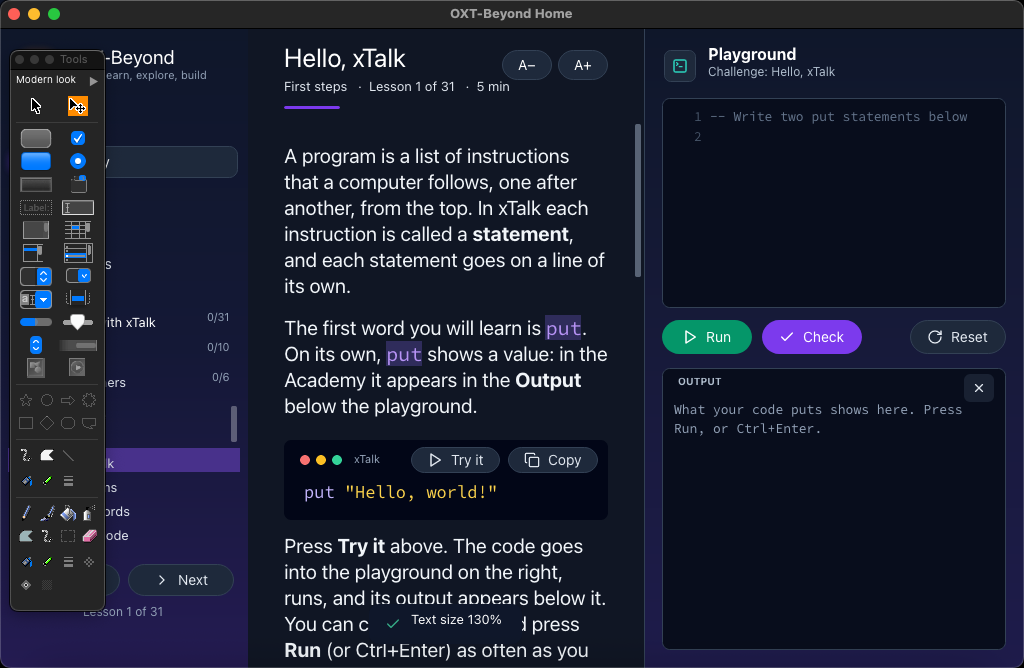 OXT-Beyond Home
Tools
Modern look
Label:
-Beyond
earn, explore, build
0/31
0/10
0/6
Next
Lesson 1 of 31
Hello, xTalk
A−
A+
First steps · Lesson 1 of 31 · 5 min
A program is a list of instructions
that a computer follows, one after
another, from the top. In xTalk each
instruction is called a statement,
and each statement goes on a line of
its own.
The first word you will learn is put.
On its own, put shows a value: in the
Academy it appears in the Output
below the playground.
xTalk
Try it
Copy
put "Hello, world!"
Press Try it above. The code goes
into the playground on the right,
runs, and its output appears below it.
You can
press
Text size 130%
Run (or Ctrl+Enter) as often as you
Playground
Challenge: Hello, xTalk
1 -- Write two put statements below
2
Run
Check
Reset
OUTPUT
What your code puts shows here. Press
Run, or Ctrl+Enter.